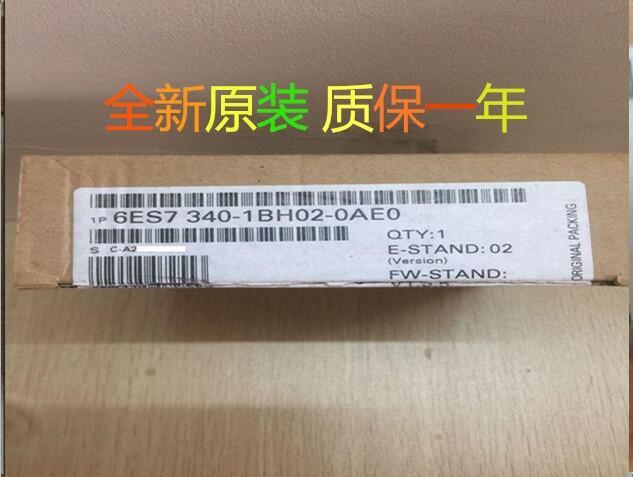 全新原装 质保一年
1P 6ES7 340-1BH02-0AE0
S C-A2
QTY:1
E-STAND: 02
(Version)
FW-STAND:
ORIGINAL PACKING